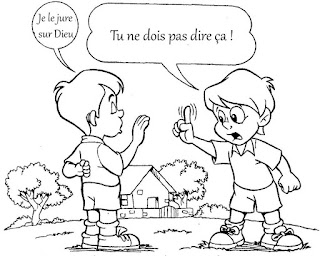 Je le jure
sur Dieu
Tu ne dois pas dire ça !